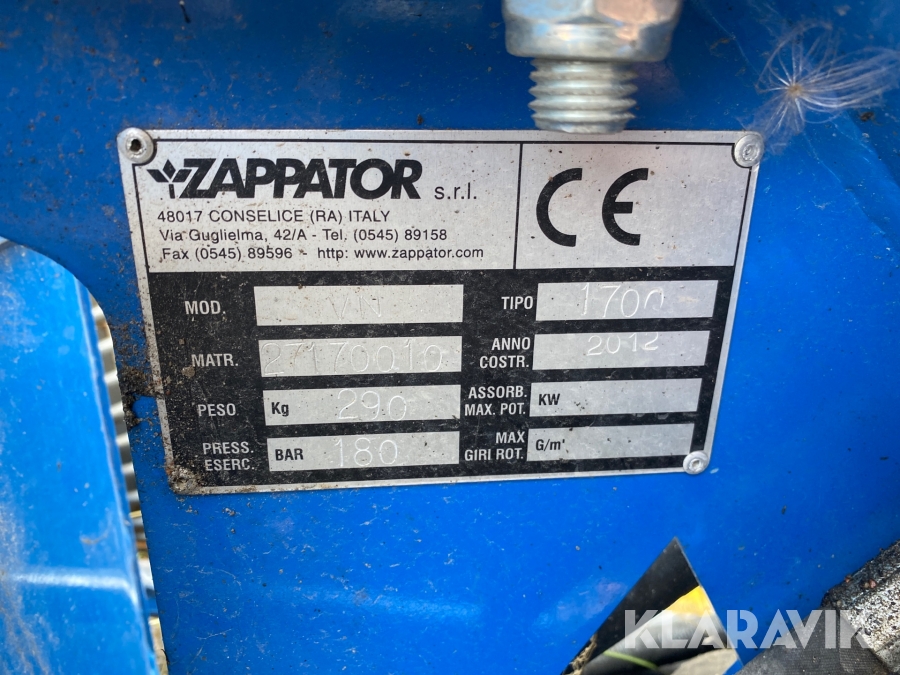 ZAPPATOR s.r.l.
48017 CONSELICE (RA) ITALY
Via Guglielma, 42/A - Tel. (0545) 89158
Fax (0545) 89596 - http: www.zappator.com
CE
MOD. VN
TIPO 1700
MATR. 27170010
ANNO COSTR. 2012
PESO Kg 290
ASSORB. MAX. POT. KW
PRESS. ESERC. BAR 180
MAX GIRI ROT. G/m'
KLARAVIK